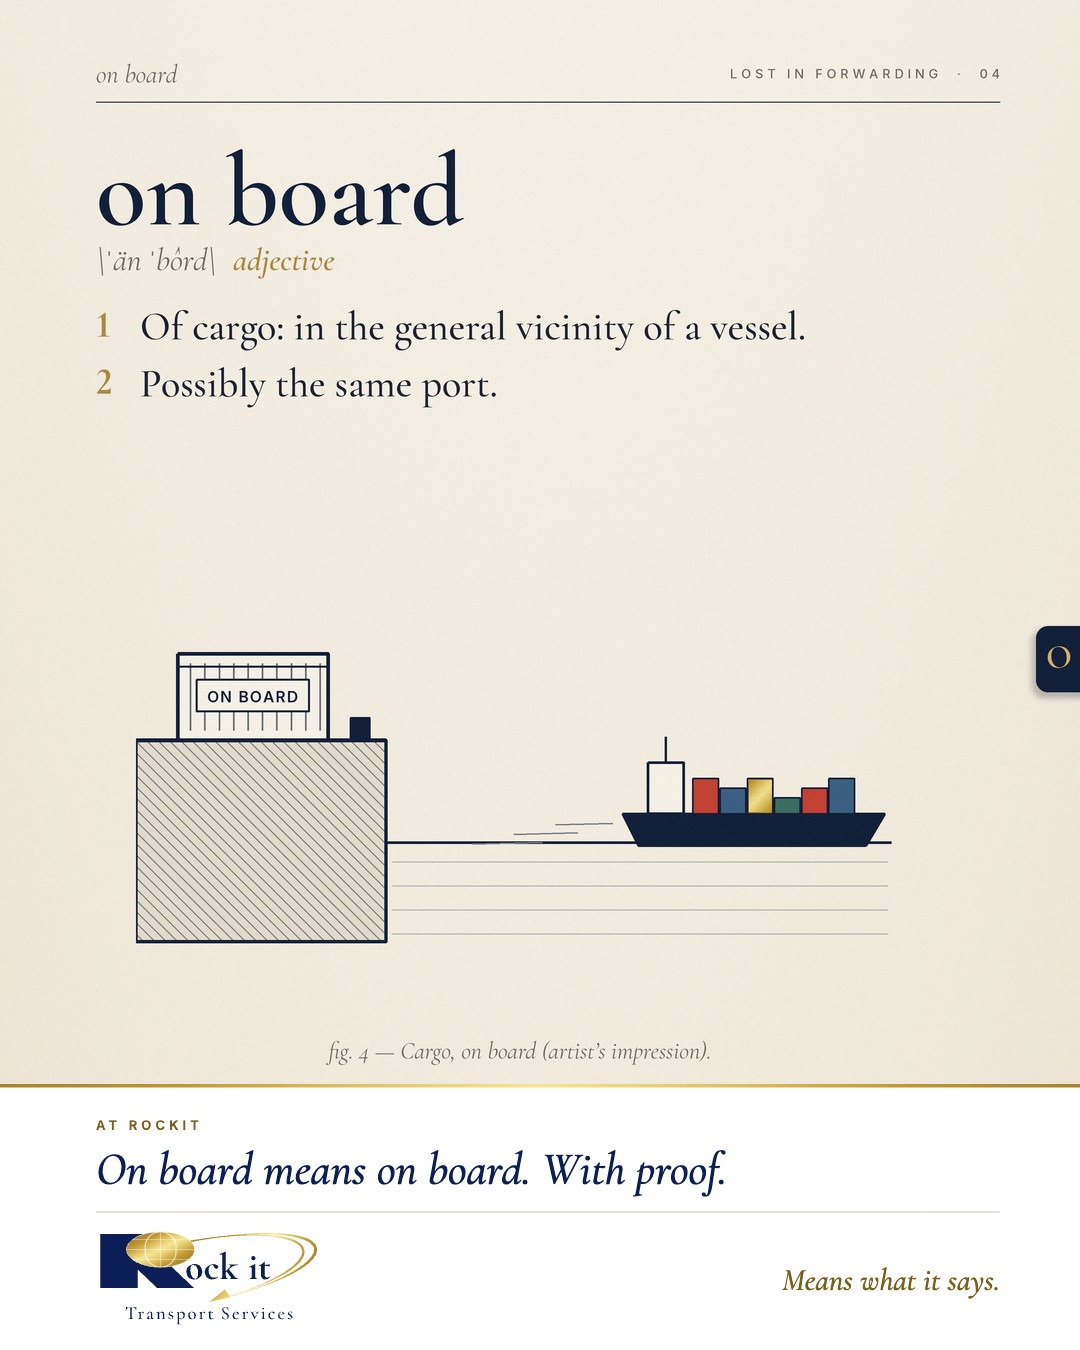 on board
LOST IN FORWARDING · 04
on board
\ˈän ˈbôrd\ adjective
1 Of cargo: in the general vicinity of a vessel.
2 Possibly the same port.
O
ON BOARD
fig. 4 — Cargo, on board (artist’s impression).
AT ROCKIT
On board means on board. With proof.
Rock it
Transport Services
Means what it says.